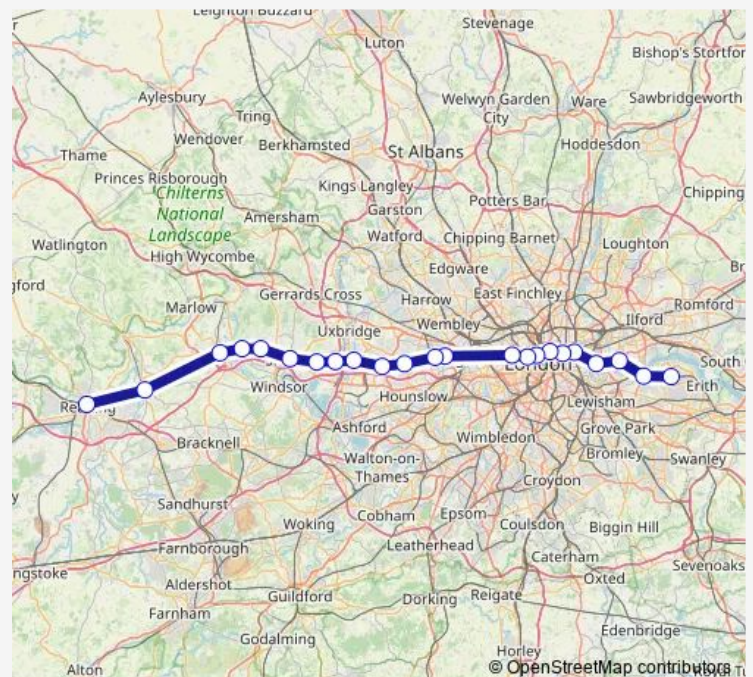 Leighton Buzzard
Stevenage
Luton
Bishop's Stortfor
Aylesbury
Welwyn Garden
City
Ware
Sawbridgeworth
Tring
Wendover
Berkhamsted
Hoddesdon
St Albans
Thame
Princes Risborough
Kings Langley
Chipping
Chilterns
National
Landscape
Potters Bar
Garston
Amersham
Watford
Chipping Barnet
Loughton
Watlington
High Wycombe
Edgware
gford
Gerrards Cross
Harrow
East Finchley
Romford
Marlow
Uxbridge
Wembley
Ilford
London
South
Windsor
Erith
Hounslow
Lewisham
Ashford
Grove Park
Bracknell
Wimbledon
Bromley
Swanley
Walton-on-
Thames
Croydon
Sandhurst
Cobham
Epsom
Woking
Coulsdon
Biggin Hill
Farnborough
Leatherhead
Caterham
Sevenoaks
ngstoke
Aldershot
Oxted
Guildford
Dorking
Reigate
Farnham
Edenbridge
Godalming
Horley
Alton
© OpenStreetMap contributors